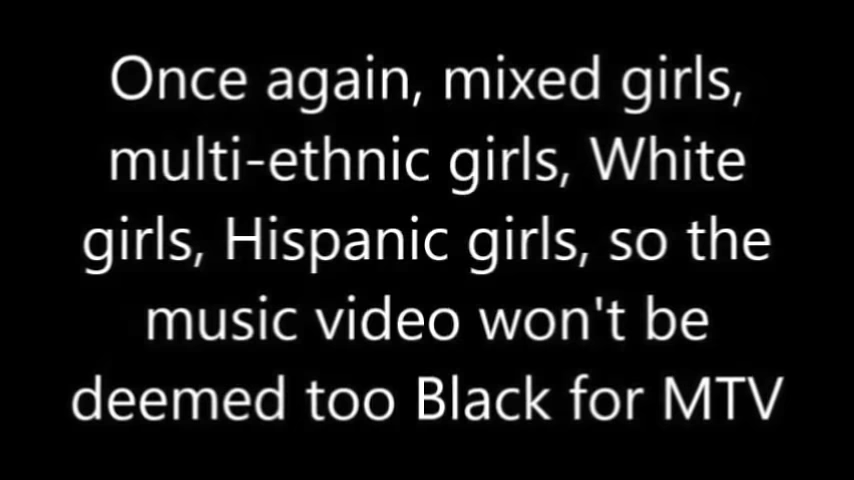 Once again, mixed girls,
multi-ethnic girls, White
girls, Hispanic girls, so the
music video won't be
deemed too Black for MTV